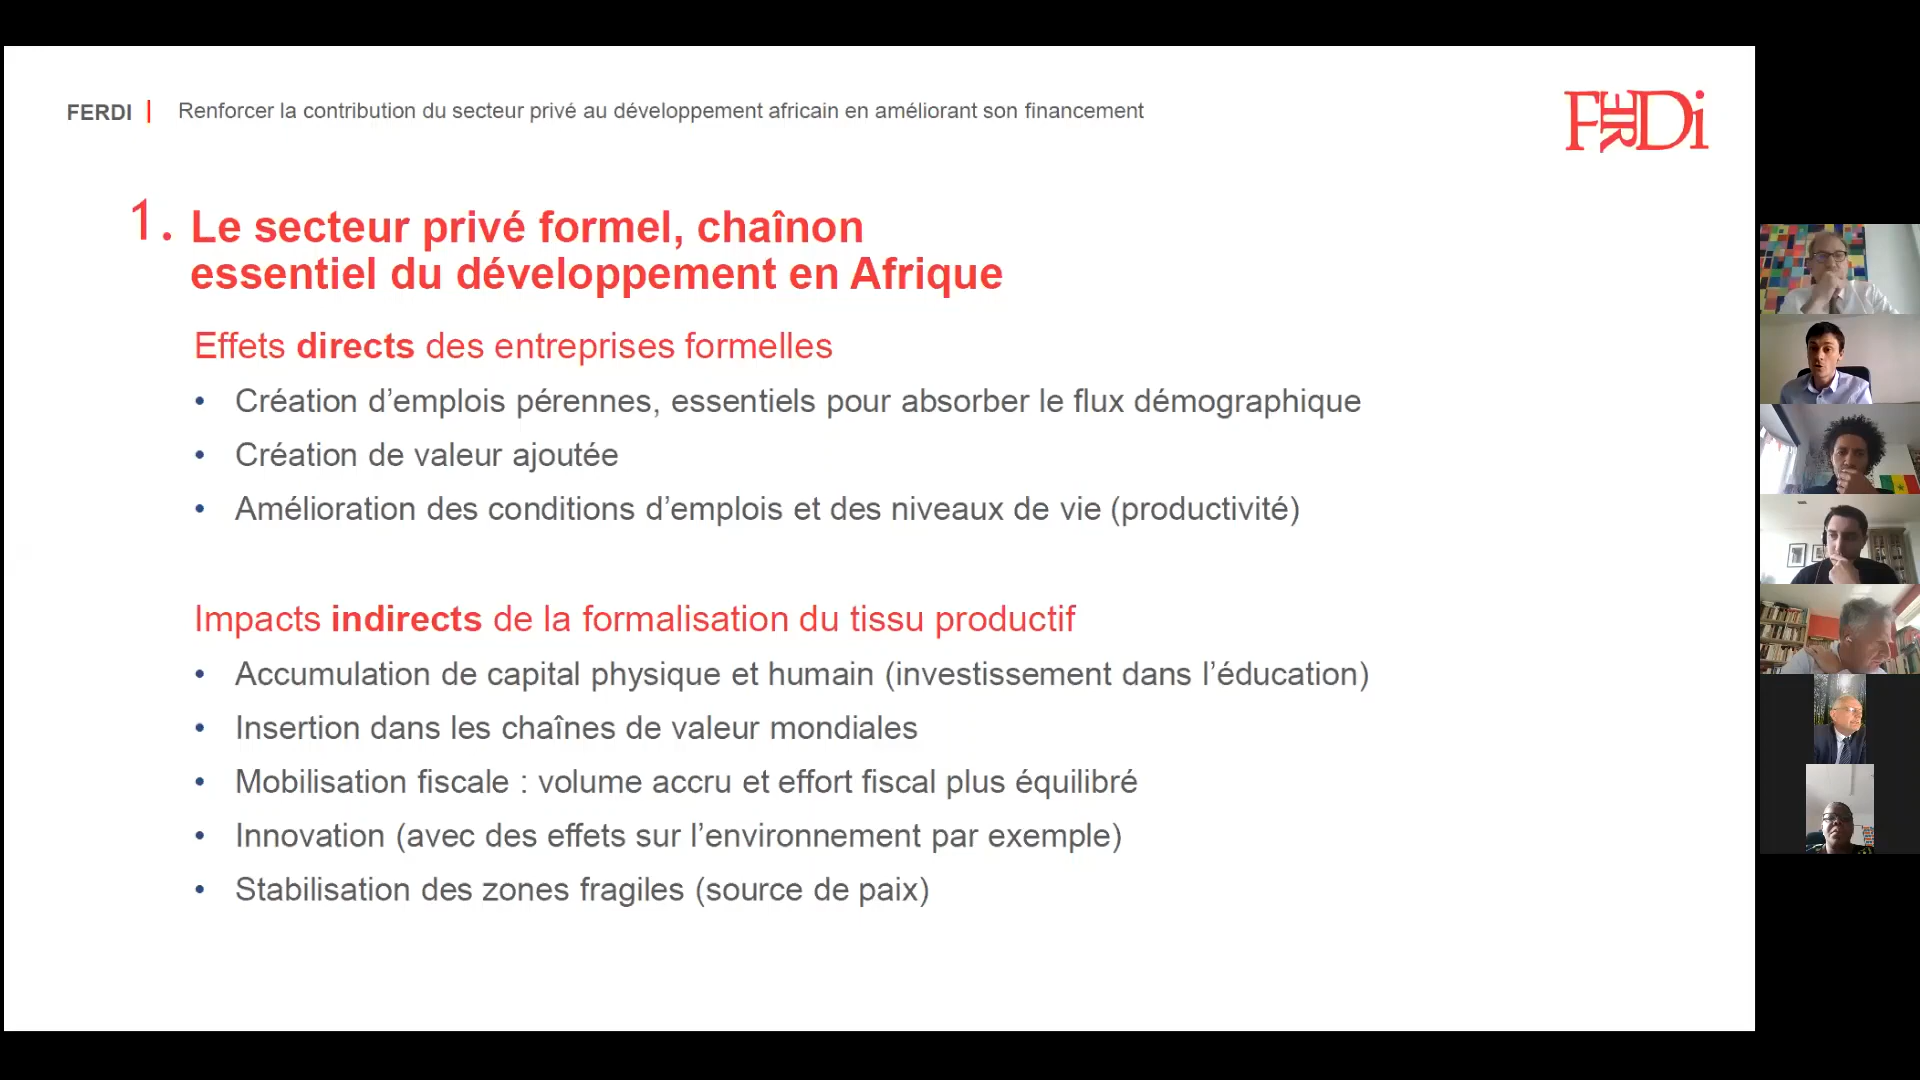 FERDI | Renforcer la contribution du secteur privé au développement africain en améliorant son financement
FERDi
1. Le secteur privé formel, chaînon
essentiel du développement en Afrique
Effets directs des entreprises formelles
• Création d’emplois pérennes, essentiels pour absorber le flux démographique
• Création de valeur ajoutée
• Amélioration des conditions d’emplois et des niveaux de vie (productivité)
Impacts indirects de la formalisation du tissu productif
• Accumulation de capital physique et humain (investissement dans l’éducation)
• Insertion dans les chaînes de valeur mondiales
• Mobilisation fiscale : volume accru et effort fiscal plus équilibré
• Innovation (avec des effets sur l’environnement par exemple)
• Stabilisation des zones fragiles (source de paix)